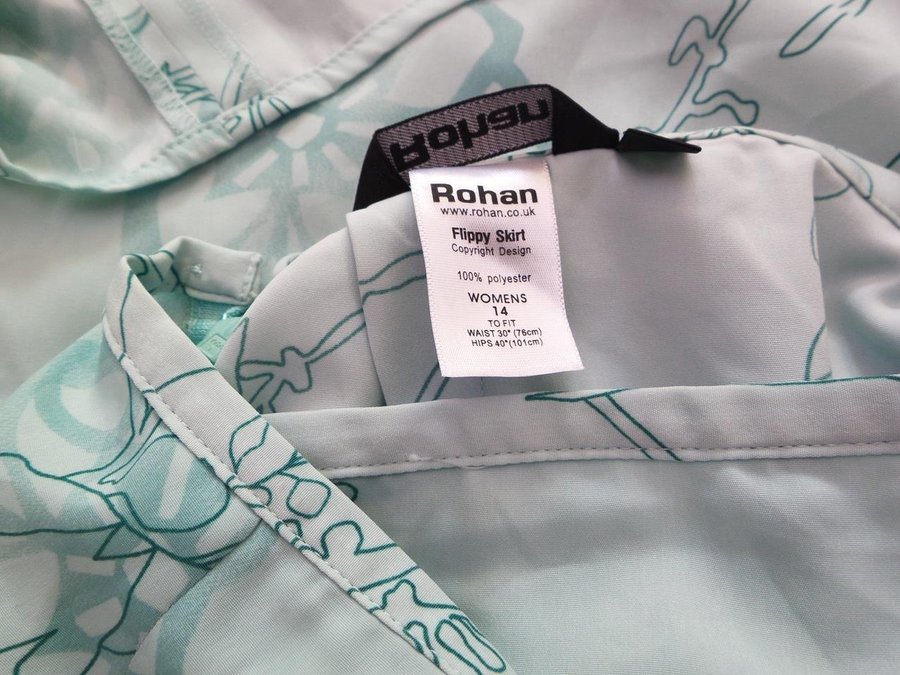 Rohan
Rohan
www.rohan.co.uk
Flippy Skirt
Copyright Design
100% polyester
WOMENS
14
TO FIT
WAIST 30" (76cm)
HIPS 40"(101cm)